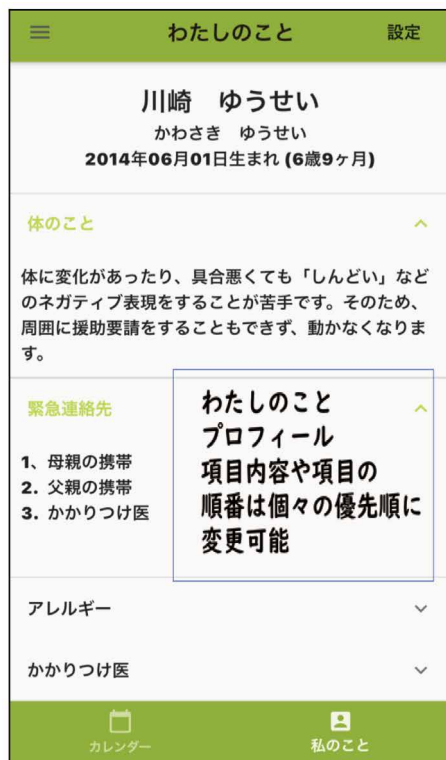 わたしのこと
設定
川崎　ゆうせい
かわさき　ゆうせい
2014年06月01日生まれ (6歳9ヶ月)
体のこと
体に変化があったり、具合悪くても「しんどい」など
のネガティブ表現をすることが苦手です。そのため、
周囲に援助要請をすることもできず、動かなくなりま
す。
緊急連絡先
1、母親の携帯
2. 父親の携帯
3. かかりつけ医
わたしのこと
プロフィール
項目内容や項目の
順番は個々の優先順に
変更可能
アレルギー
かかりつけ医
カレンダー
私のこと